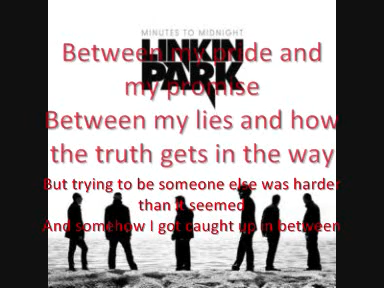 MINUTES TO MIDNIGHT
LINKIN
PARK
Between my pride and
my promise
Between my lies and how
the truth gets in the way
But trying to be someone else was harder
than it seemed
And somehow I got caught up in between